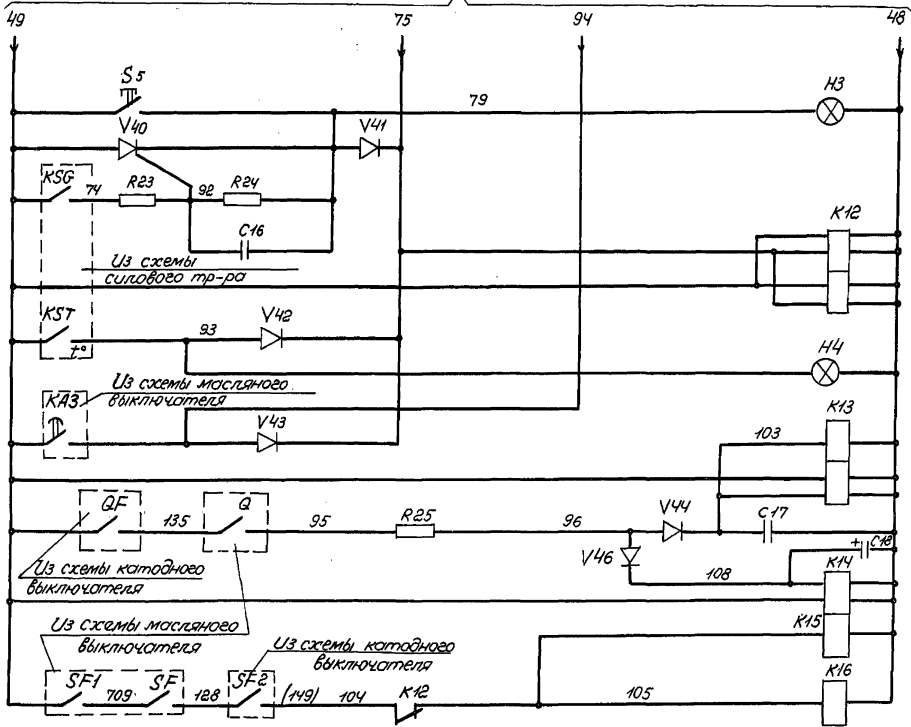 49 75 94 48
S5
79
H3
V40 V41
KSG
74 R23 92 R24
C16
K12
Из схемы
силового тр-ра
KST
t°
93 V42
H4
Из схемы масляного
выключателя
KA3
V43
103 K13
QF 135 Q 95 R25 96 V44 C17
V46
+ C18
108 K14
Из схемы катодного
выключателя
K15
Из схемы масляного
выключателя
Из схемы катодного
выключателя
SF1 709 SF 128 SF2 (149) 104 K12 105 K16